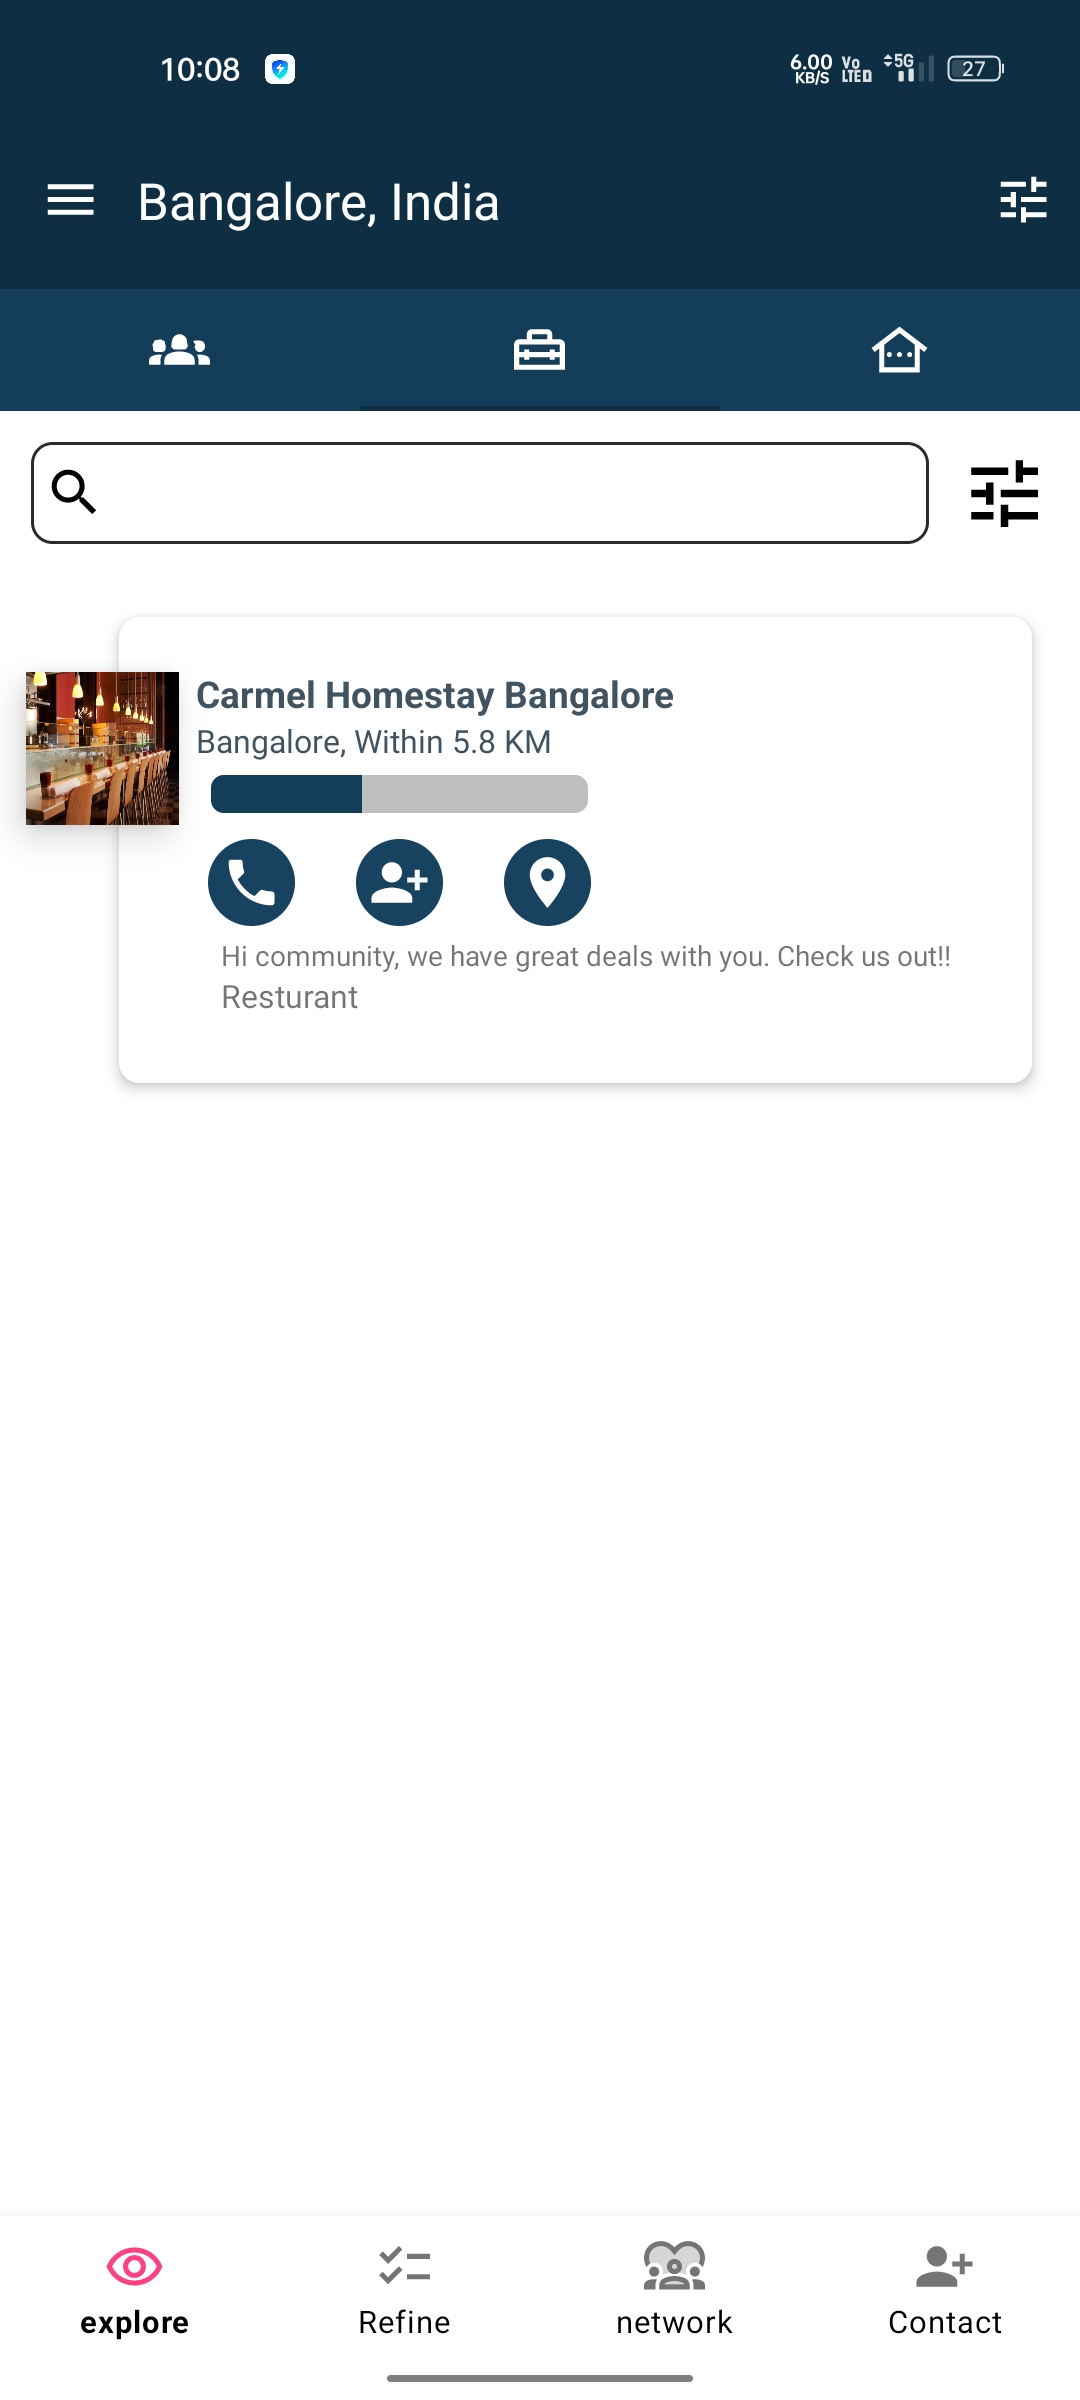 10:08
6.00 KB/S
Vo LTE
5G
27
Bangalore, India
Carmel Homestay Bangalore
Bangalore, Within 5.8 KM
Hi community, we have great deals with you. Check us out!!
Resturant
explore
Refine
network
Contact